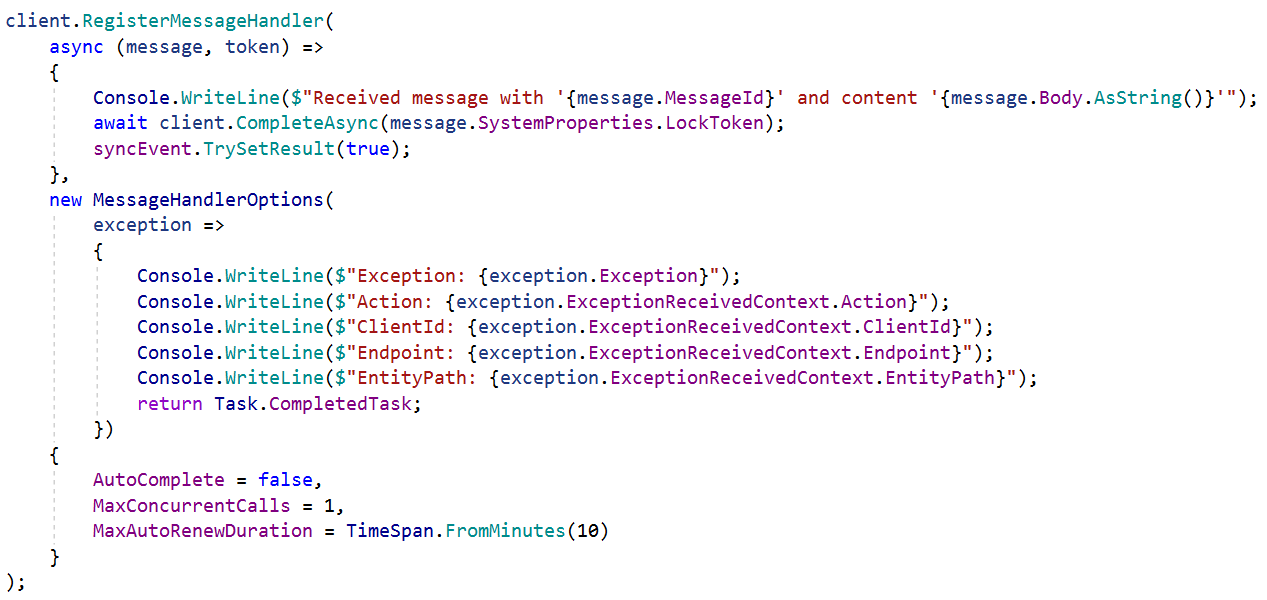 client.RegisterMessageHandler(
    async (message, token) =>
    {
        Console.WriteLine($"Received message with '{message.MessageId}' and content '{message.Body.AsString()}'");
        await client.CompleteAsync(message.SystemProperties.LockToken);
        syncEvent.TrySetResult(true);
    },
    new MessageHandlerOptions(
        exception =>
        {
            Console.WriteLine($"Exception: {exception.Exception}");
            Console.WriteLine($"Action: {exception.ExceptionReceivedContext.Action}");
            Console.WriteLine($"ClientId: {exception.ExceptionReceivedContext.ClientId}");
            Console.WriteLine($"Endpoint: {exception.ExceptionReceivedContext.Endpoint}");
            Console.WriteLine($"EntityPath: {exception.ExceptionReceivedContext.EntityPath}");
            return Task.CompletedTask;
        })
    {
        AutoComplete = false,
        MaxConcurrentCalls = 1,
        MaxAutoRenewDuration = TimeSpan.FromMinutes(10)
    }
);